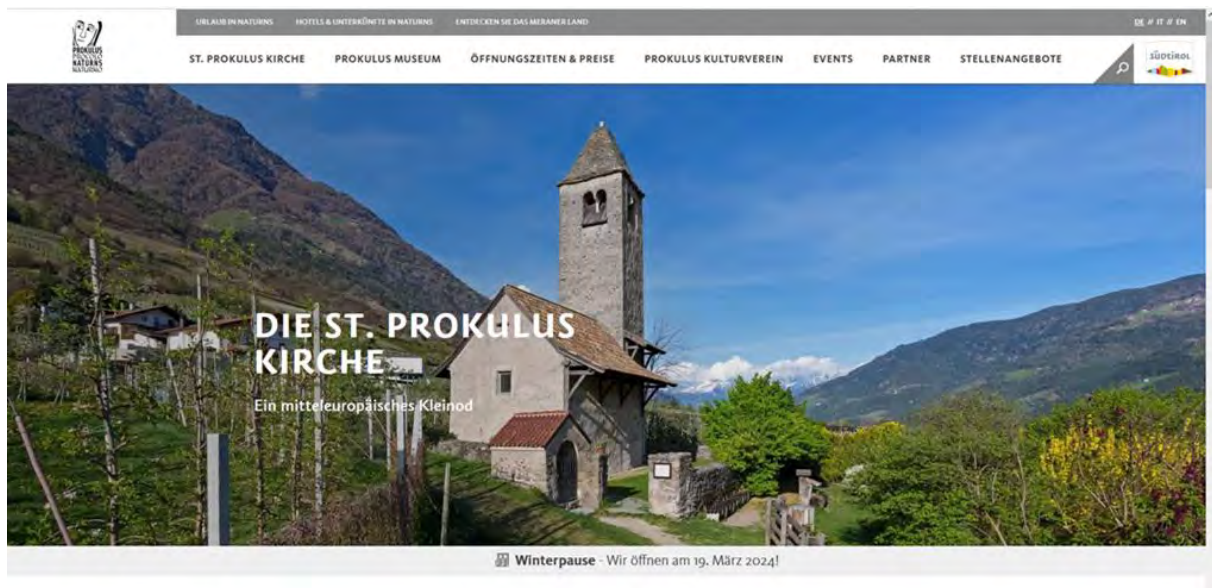 URLAUB IN NATURNS HOTELS & UNTERKÜNFTE IN NATURNS ENTDECKEN SIE DAS MERANER LAND DE // IT // EN
PROKULUS
PROCOLO
NATURNS
NATURNO
ST. PROKULUS KIRCHE PROKULUS MUSEUM ÖFFNUNGSZEITEN & PREISE PROKULUS KULTURVEREIN EVENTS PARTNER STELLENANGEBOTE
SÜDTIROL
DIE ST. PROKULUS
KIRCHE
Ein mitteleuropäisches Kleinod
Winterpause - Wir öffnen am 19. März 2024!